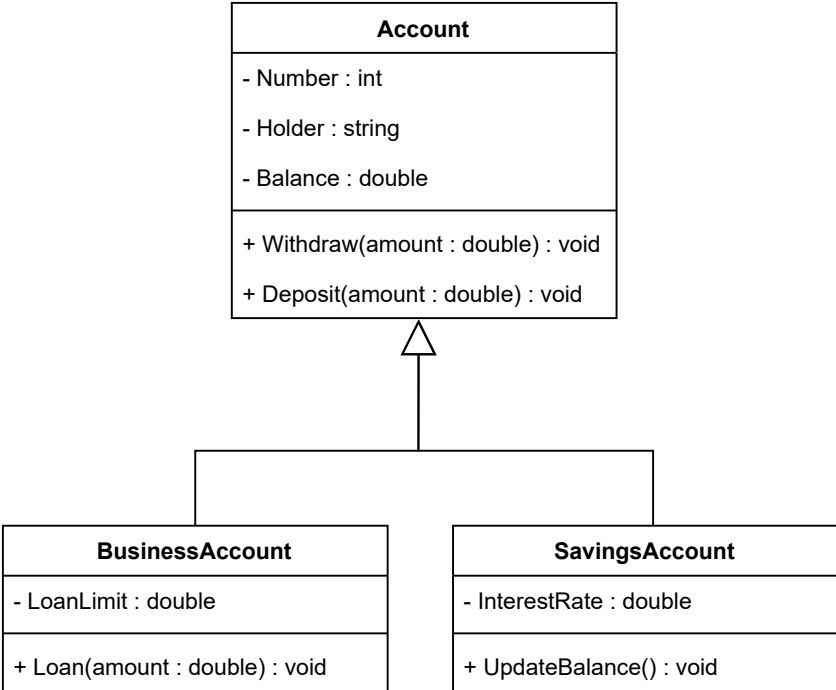 Account
- Number : int
- Holder : string
- Balance : double
+ Withdraw(amount : double) : void
+ Deposit(amount : double) : void
BusinessAccount
- LoanLimit : double
+ Loan(amount : double) : void
SavingsAccount
- InterestRate : double
+ UpdateBalance() : void